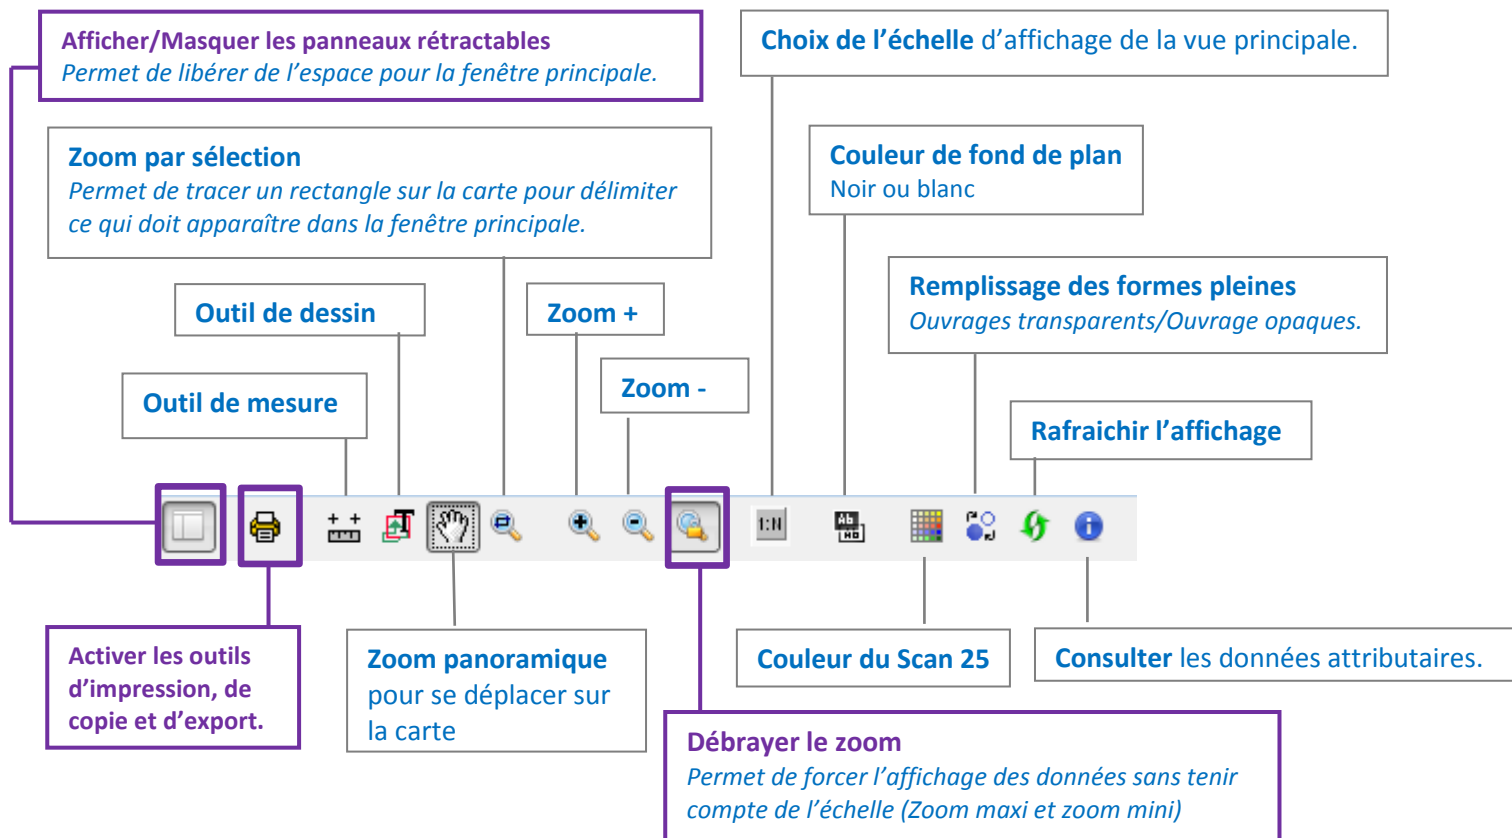 Afficher/Masquer les panneaux rétractables
Permet de libérer de l’espace pour la fenêtre principale.
Choix de l’échelle d’affichage de la vue principale.
Zoom par sélection
Permet de tracer un rectangle sur la carte pour délimiter
ce qui doit apparaître dans la fenêtre principale.
Couleur de fond de plan
Noir ou blanc
Remplissage des formes pleines
Ouvrages transparents/Ouvrage opaques.
Outil de dessin
Zoom +
Zoom -
Outil de mesure
Rafraichir l’affichage
T
1:N
Ab
Ab
Activer les outils
d’impression, de
copie et d’export.
Zoom panoramique
pour se déplacer sur
la carte
Couleur du Scan 25
Consulter les données attributaires.
Débrayer le zoom
Permet de forcer l’affichage des données sans tenir
compte de l’échelle (Zoom maxi et zoom mini)